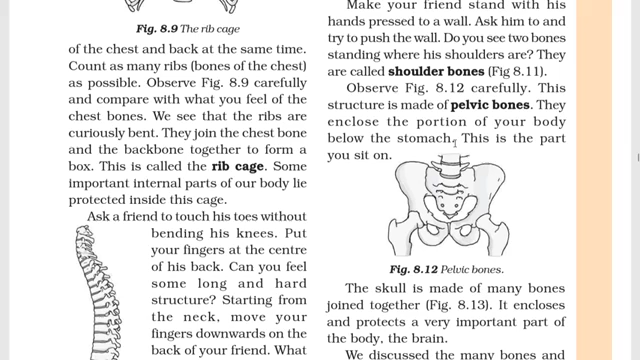 Fig. 8.9 The rib cage
of the chest and back at the same time.
Count as many ribs (bones of the chest)
as possible. Observe Fig. 8.9 carefully
and compare with what you feel of the
chest bones. We see that the ribs are
curiously bent. They join the chest bone
and the backbone together to form a
box. This is called the rib cage. Some
important internal parts of our body lie
protected inside this cage.
Ask a friend to touch his toes without
bending his knees. Put
your fingers at the centre
of his back. Can you feel
some long and hard
structure? Starting from
the neck, move your
fingers downwards on the
back of your friend. What
Make your friend stand with his
hands pressed to a wall. Ask him to and
try to push the wall. Do you see two bones
standing where his shoulders are? They
are called shoulder bones (Fig 8.11).
Observe Fig. 8.12 carefully. This
structure is made of pelvic bones. They
enclose the portion of your body
below the stomach. This is the part
you sit on.
Fig. 8.12 Pelvic bones.
The skull is made of many bones
joined together (Fig. 8.13). It encloses
and protects a very important part of
the body, the brain.
We discussed the many bones and